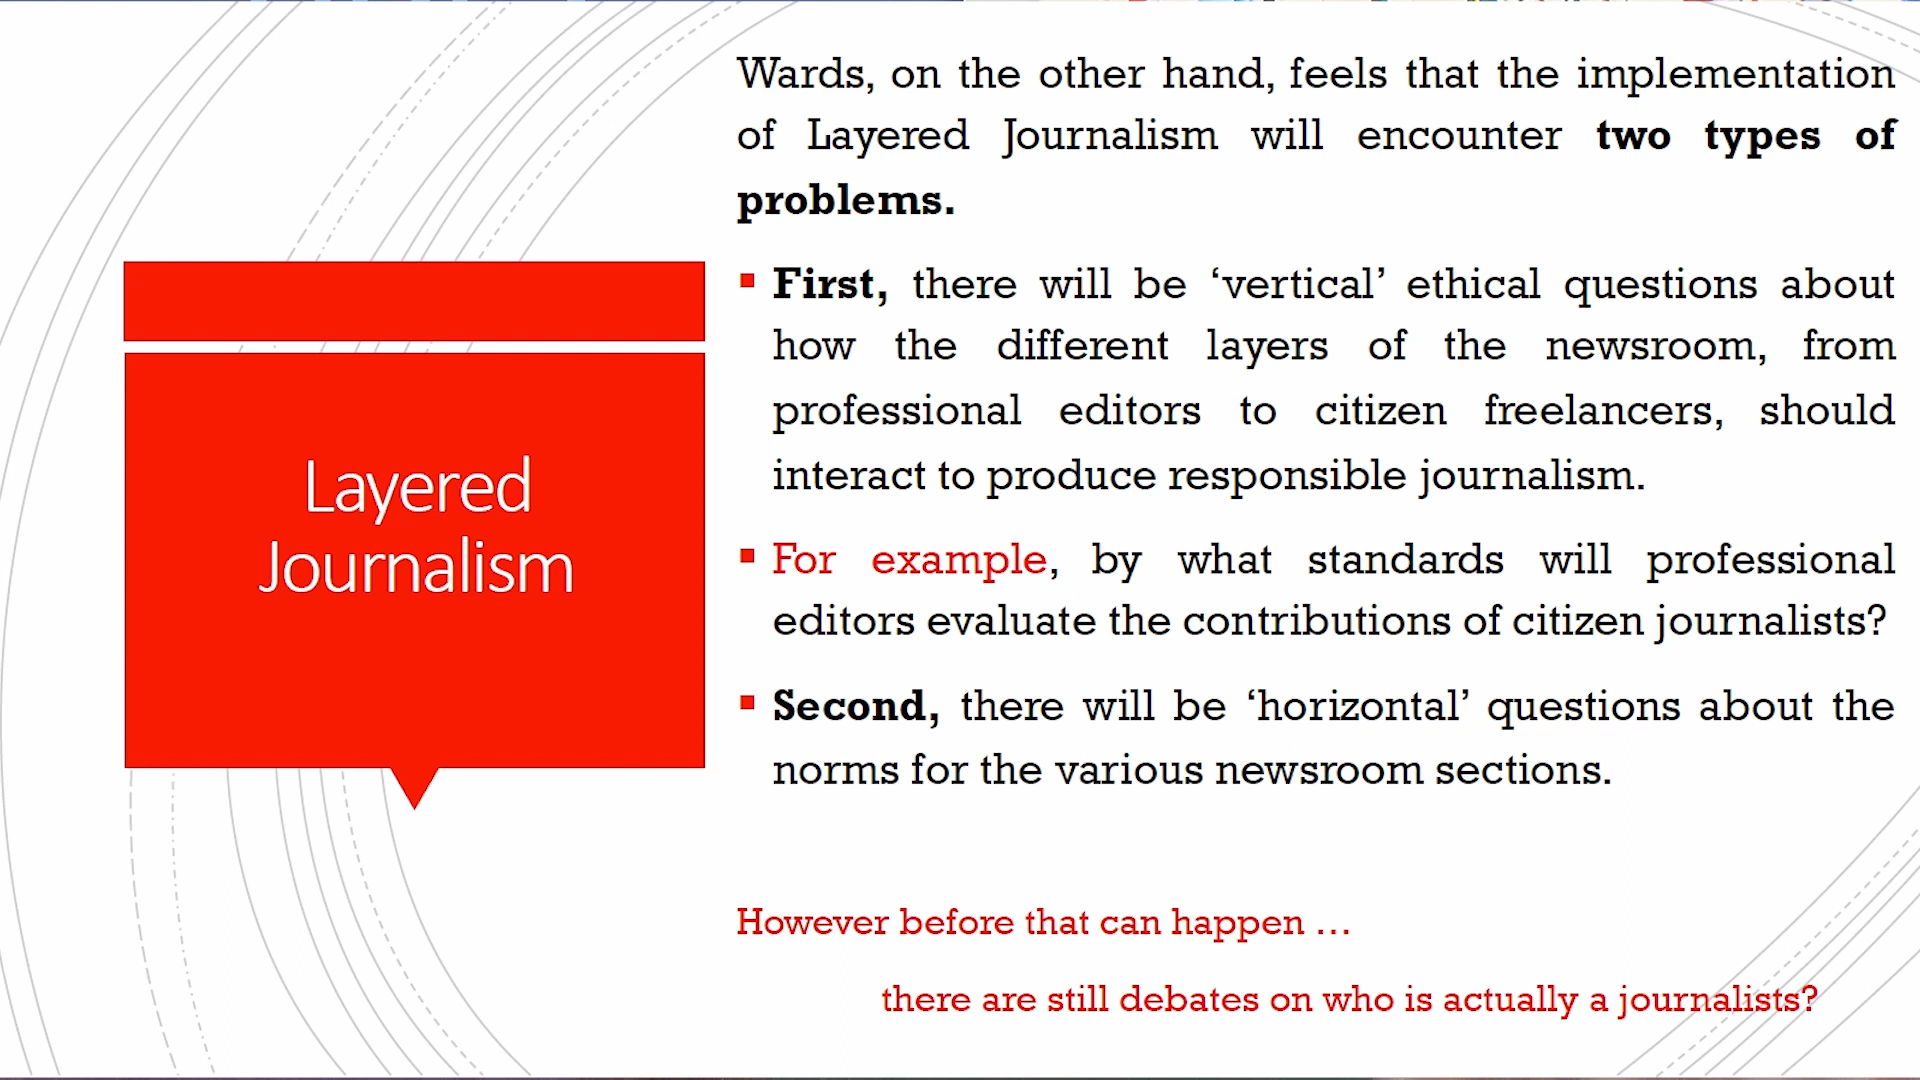 Layered
Journalism
Wards, on the other hand, feels that the implementation
of Layered Journalism will encounter two types of
problems.
▪ First, there will be ‘vertical’ ethical questions about
how the different layers of the newsroom, from
professional editors to citizen freelancers, should
interact to produce responsible journalism.
▪ For example, by what standards will professional
editors evaluate the contributions of citizen journalists?
▪ Second, there will be ‘horizontal’ questions about the
norms for the various newsroom sections.
However before that can happen …
there are still debates on who is actually a journalists?